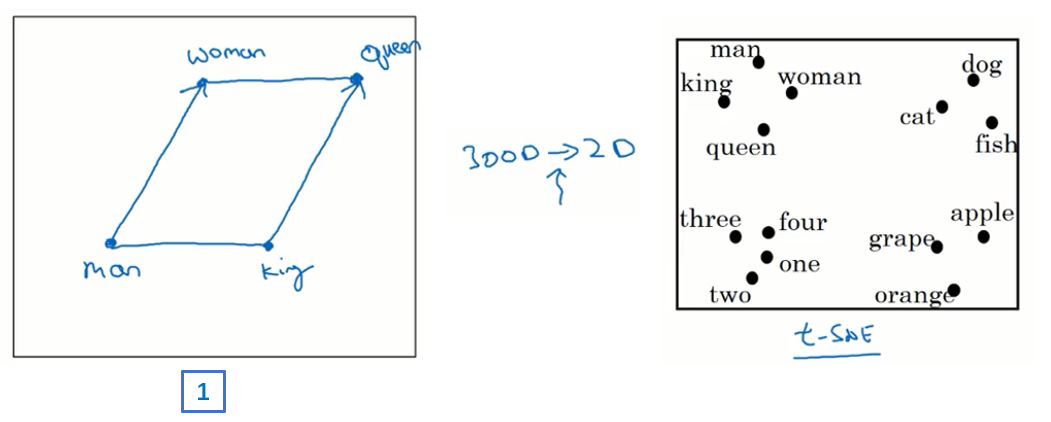 woman
queen
man
king
1
300D → 2D
man
king
woman
queen
dog
cat
fish
three
four
one
two
apple
grape
orange
t-SNE